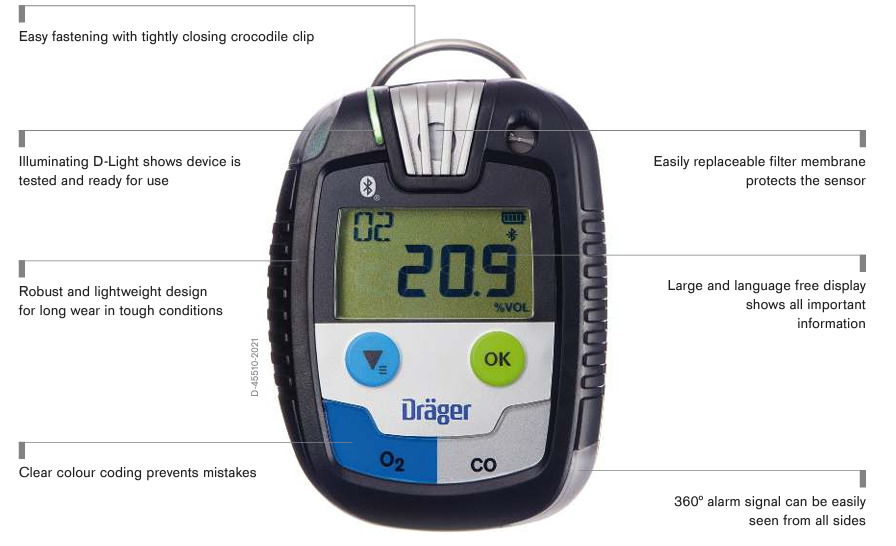 Easy fastening with tightly closing crocodile clip
Illuminating D-Light shows device is
tested and ready for use
Easily replaceable filter membrane
protects the sensor
®
O2
20.9
%VOL
Robust and lightweight design
for long wear in tough conditions
Large and language free display
shows all important
information
D-45510-2021
OK
Dräger
O2
CO
Clear colour coding prevents mistakes
360° alarm signal can be easily
seen from all sides